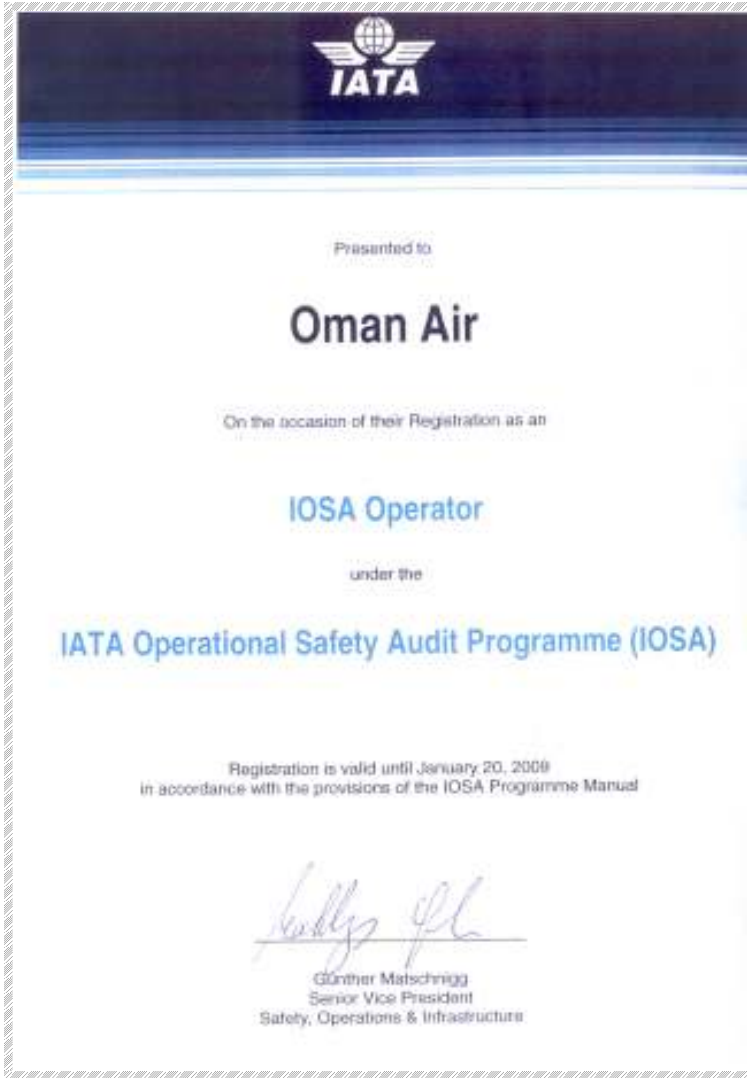 IATA
Presented to
Oman Air
On the occasion of their Registration as an
IOSA Operator
under the
IATA Operational Safety Audit Programme (IOSA)
Registration is valid until January 20, 2009
in accordance with the provisions of the IOSA Programme Manual
Günther Matschnigg
Senior Vice President
Safety, Operations & Infrastructure